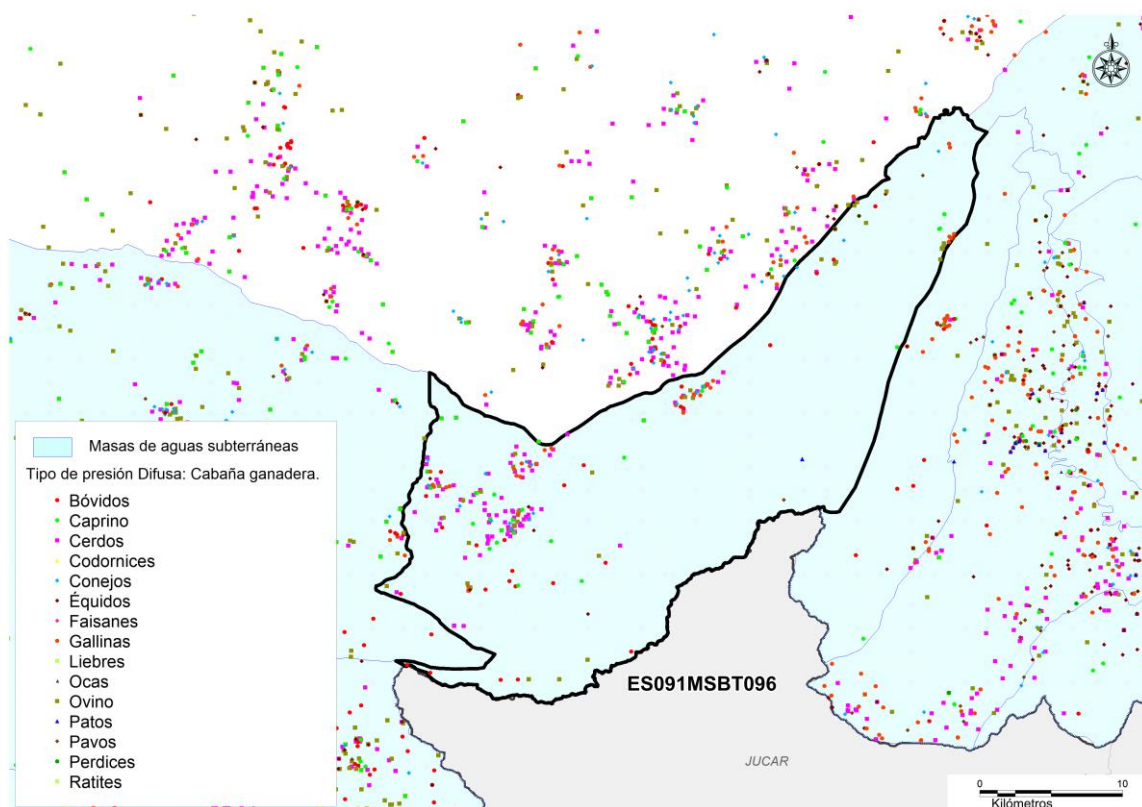 Masas de aguas subterráneas
Tipo de presión Difusa: Cabaña ganadera.
Bóvidos
Caprino
Cerdos
Codornices
Conejos
Équidos
Faisanes
Gallinas
Liebres
Ocas
Ovino
Patos
Pavos
Perdices
Ratites
ES091MSBT096
JUCAR
0 10
Kilómetros